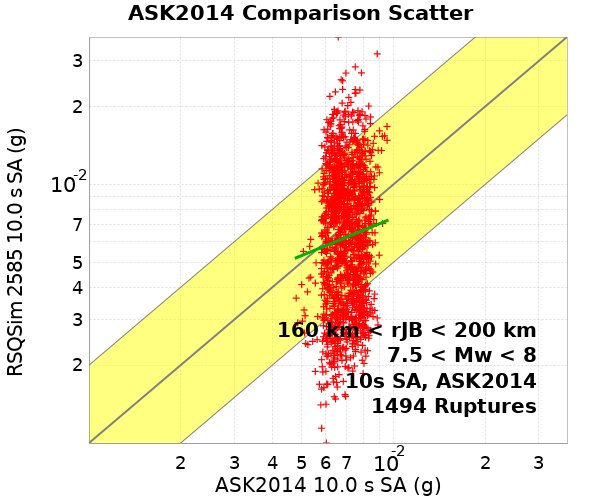 ASK2014 Comparison Scatter
3
2
10-2
7
5
4
3
2
RSQSim 2585 10.0 s SA (g)
160 km < rJB < 200 km
7.5 < Mw < 8
10s SA, ASK2014
1494 Ruptures
2 3 4 5 6 7 10-2 2 3
ASK2014 10.0 s SA (g)